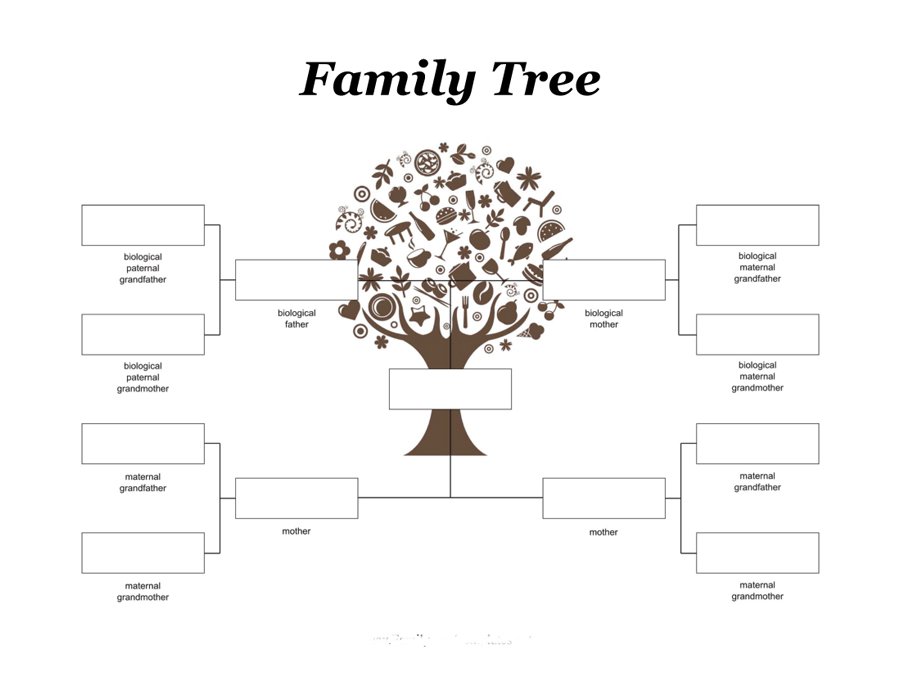 Family Tree
biological
paternal
grandfather
biological
maternal
grandfather
biological
father
biological
mother
biological
paternal
grandmother
biological
maternal
grandmother
maternal
grandfather
maternal
grandfather
mother
mother
maternal
grandmother
maternal
grandmother